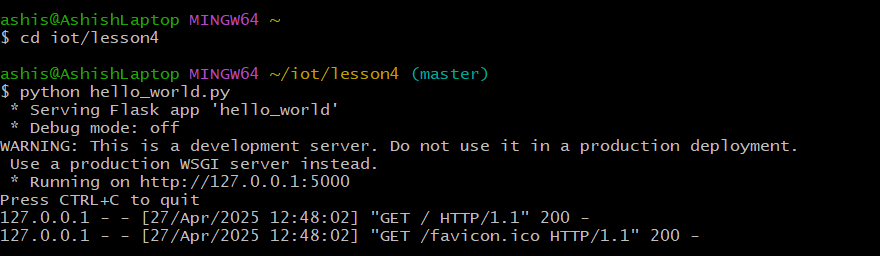 ashis@AshishLaptop MINGW64 ~
$ cd iot/lesson4
ashis@AshishLaptop MINGW64 ~/iot/lesson4 (master)
$ python hello_world.py
 * Serving Flask app 'hello_world'
 * Debug mode: off
WARNING: This is a development server. Do not use it in a production deployment.
 Use a production WSGI server instead.
 * Running on http://127.0.0.1:5000
Press CTRL+C to quit
127.0.0.1 - - [27/Apr/2025 12:48:02] "GET / HTTP/1.1" 200 -
127.0.0.1 - - [27/Apr/2025 12:48:02] "GET /favicon.ico HTTP/1.1" 200 -